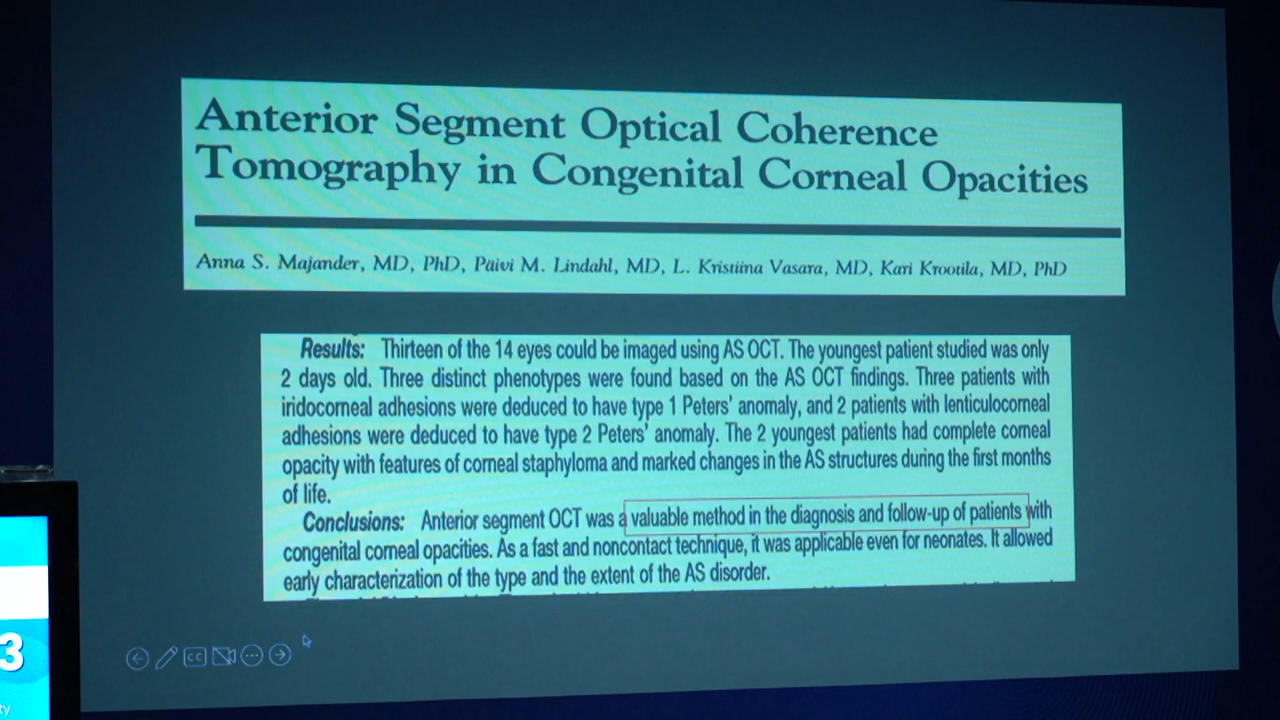 Anterior Segment Optical Coherence
Tomography in Congenital Corneal Opacities
Anna S. Majander, MD, PhD, Päivi M. Lindahl, MD, L. Kristiina Vasara, MD, Kari Krootila, MD, PhD
Results: Thirteen of the 14 eyes could be imaged using AS OCT. The youngest patient studied was only
2 days old. Three distinct phenotypes were found based on the AS OCT findings. Three patients with
iridocorneal adhesions were deduced to have type 1 Peters' anomaly, and 2 patients with lenticulocorneal
adhesions were deduced to have type 2 Peters' anomaly. The 2 youngest patients had complete corneal
opacity with features of corneal staphyloma and marked changes in the AS structures during the first months
of life.
Conclusions: Anterior segment OCT was a valuable method in the diagnosis and follow-up of patients with
congenital corneal opacities. As a fast and noncontact technique, it was applicable even for neonates. It allowed
early characterization of the type and the extent of the AS disorder.
CC
3
ty